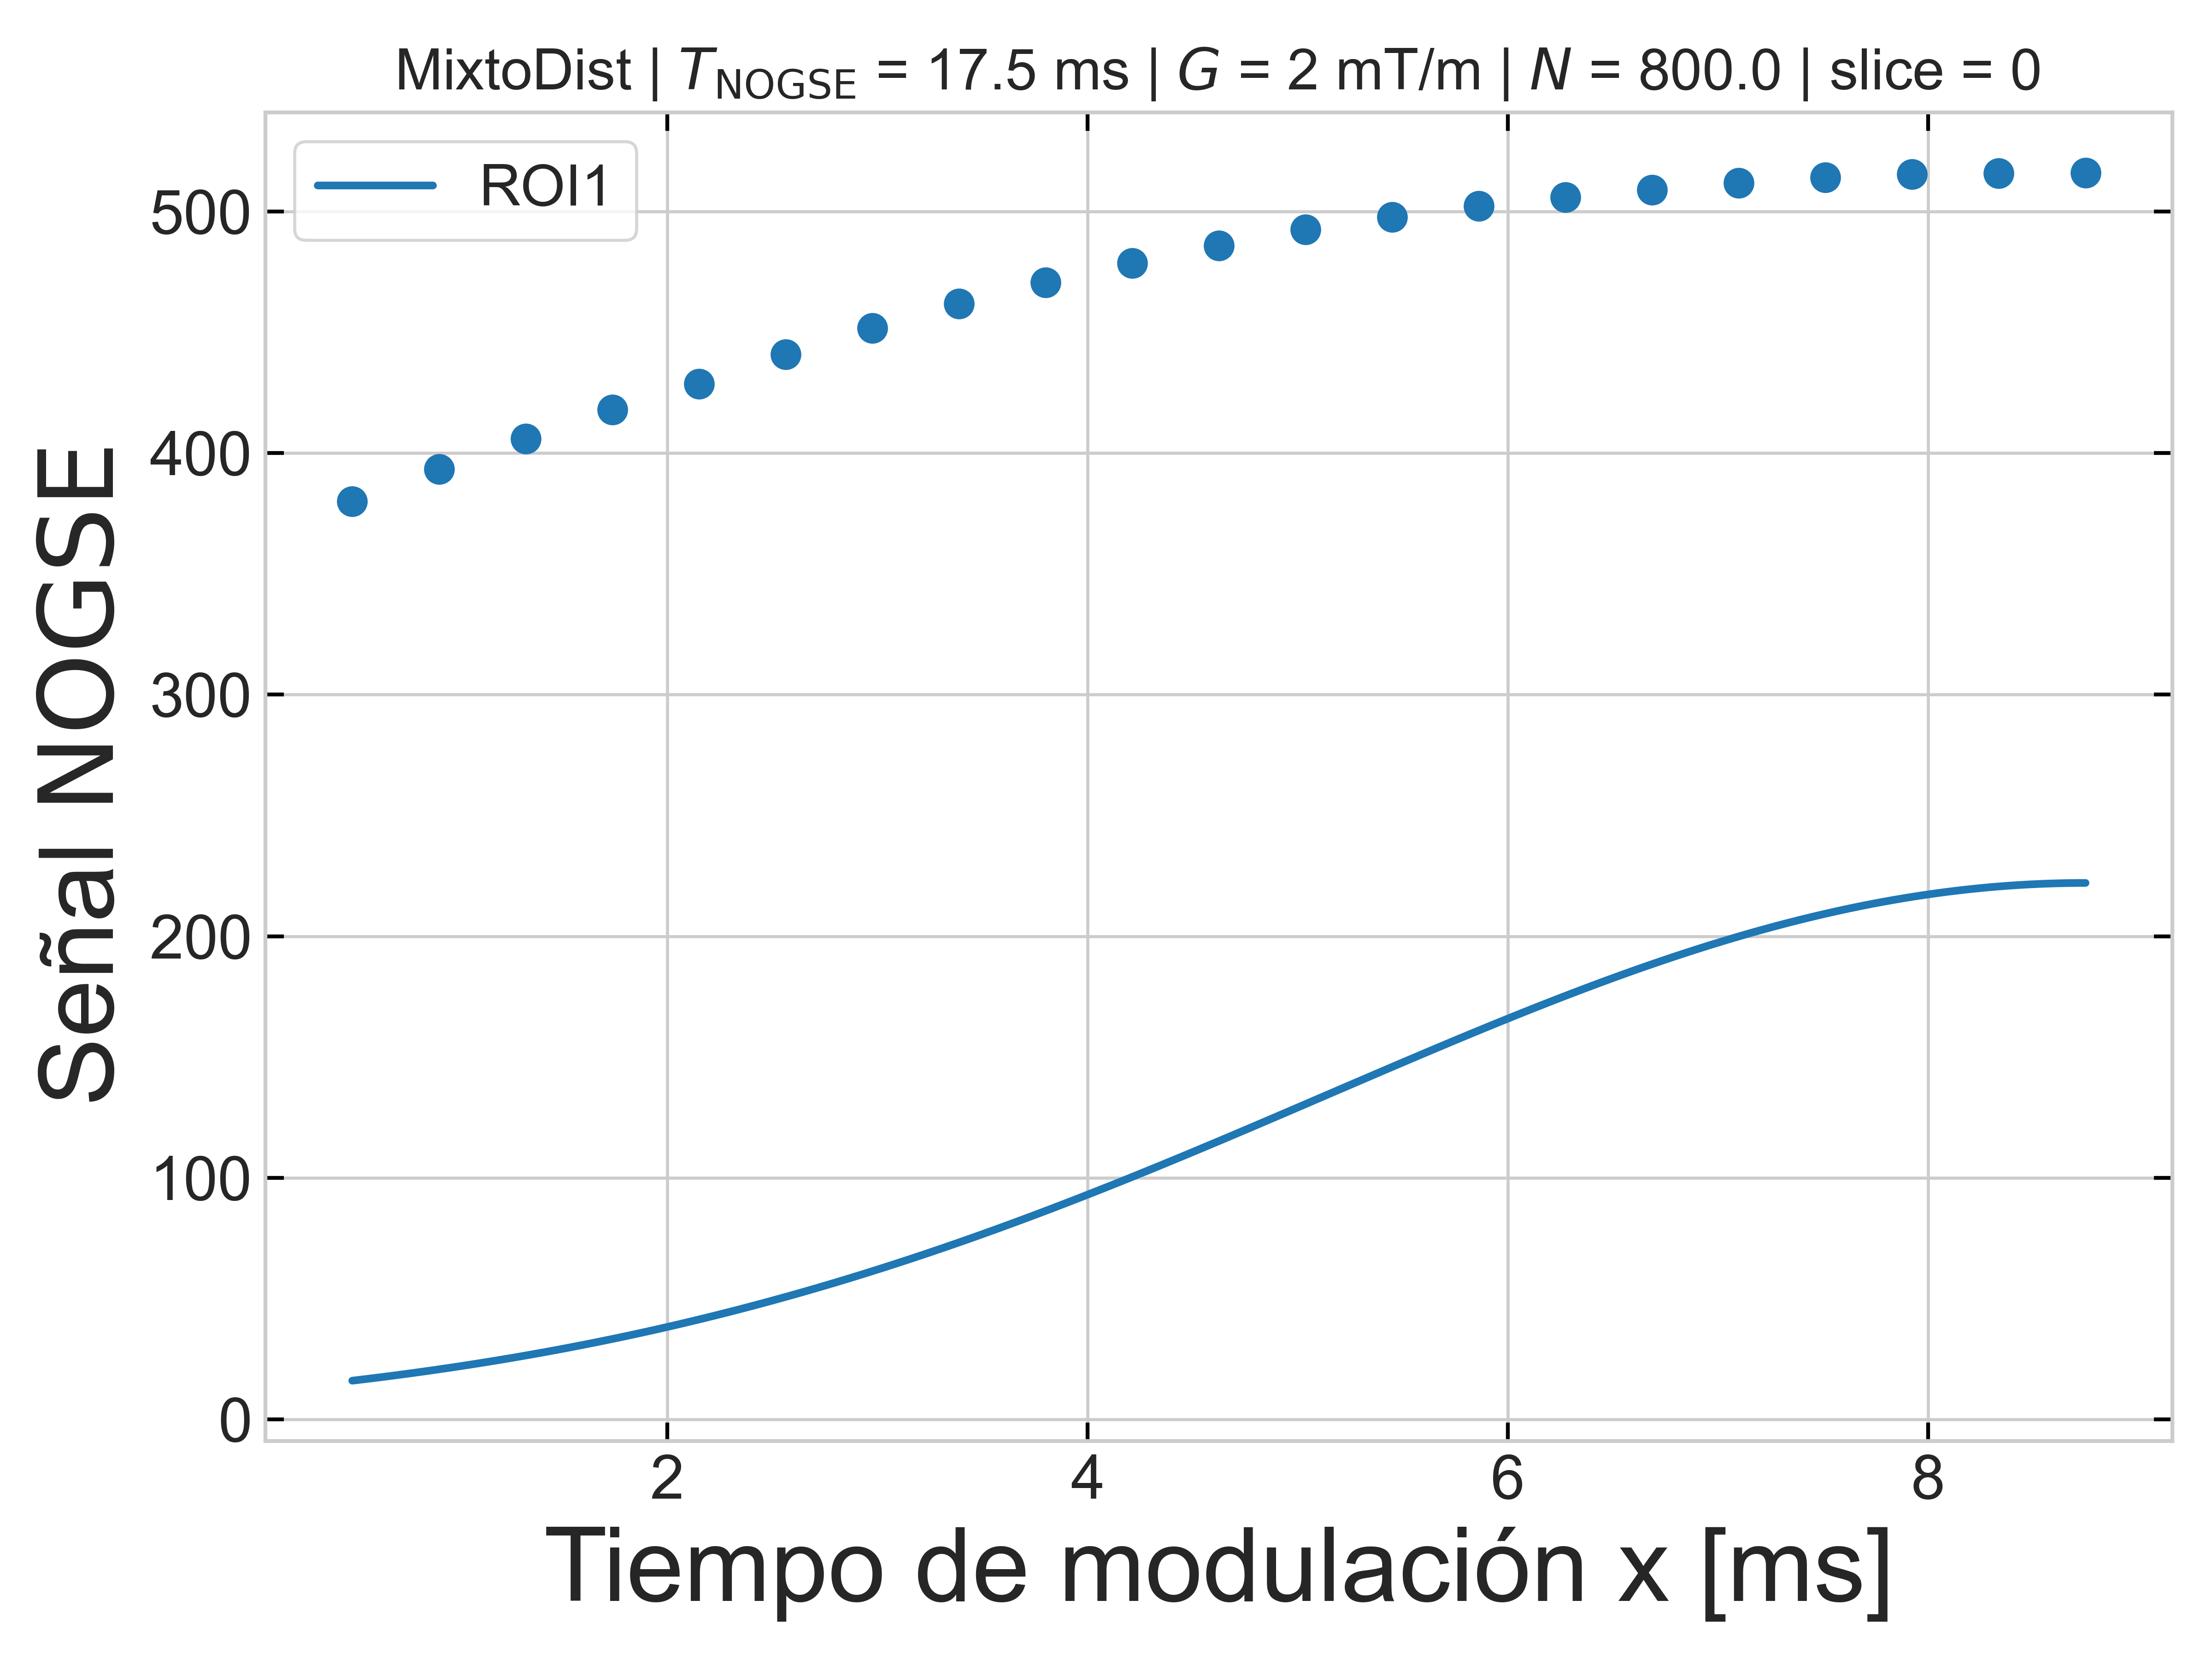 MixtoDist | T_NOGSE = 17.5 ms | G = 2 mT/m | N = 800.0 | slice = 0
ROI1
500
400
300
200
100
0
Señal NOGSE
2 4 6 8
Tiempo de modulación x [ms]